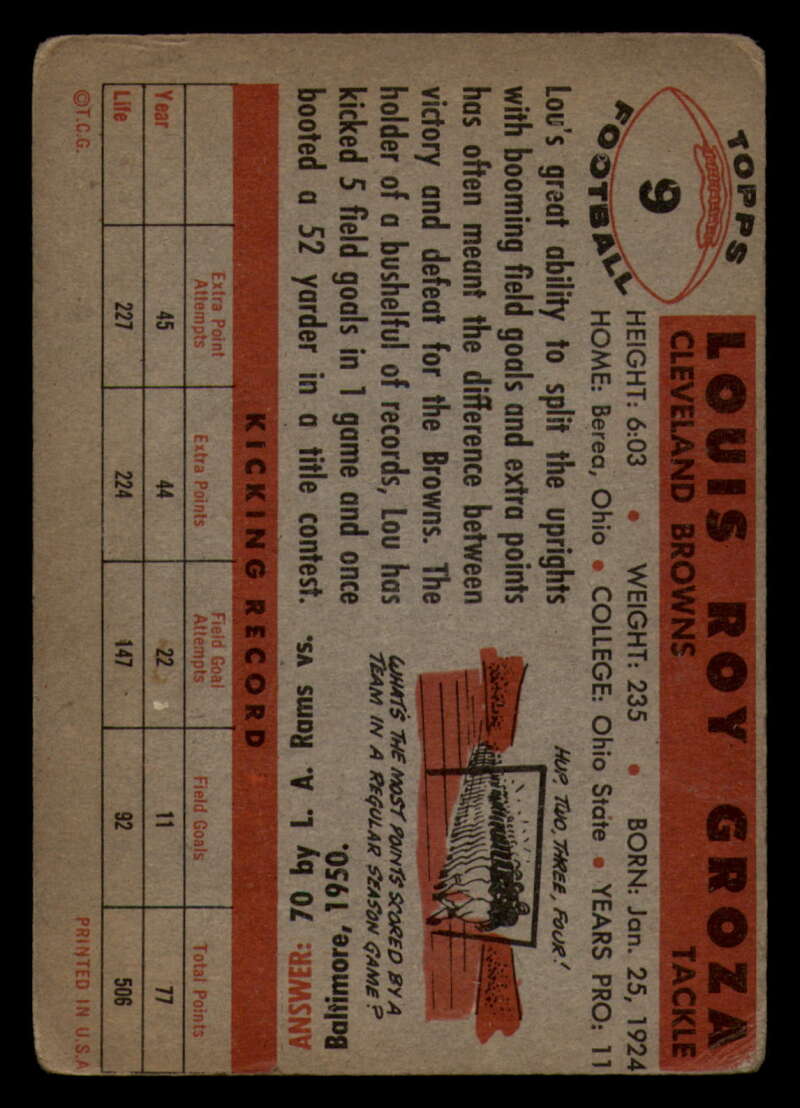 TOPPS
9
FOOTBALL
LOUIS ROY GROZA
CLEVELAND BROWNS TACKLE
HEIGHT: 6:03 • WEIGHT: 235 • BORN: Jan. 25, 1924
HOME: Berea, Ohio • COLLEGE: Ohio State • YEARS PRO: 11
Lou's great ability to split the uprights
with booming field goals and extra points
has often meant the difference between
victory and defeat for the Browns. The
holder of a bushelful of records, Lou has
kicked 5 field goals in 1 game and once
booted a 52 yarder in a title contest.
HUP, TWO, THREE, FOUR!
WHAT'S THE MOST POINTS SCORED BY A
TEAM IN A REGULAR SEASON GAME?
ANSWER: 70 by L. A. Rams vs.
Baltimore, 1950.
KICKING RECORD
Extra Point Attempts Extra Points Field Goal Attempts Field Goals Total Points
Year 45 44 22 11 77
Life 227 224 147 92 506
©T.C.G. PRINTED IN U.S.A